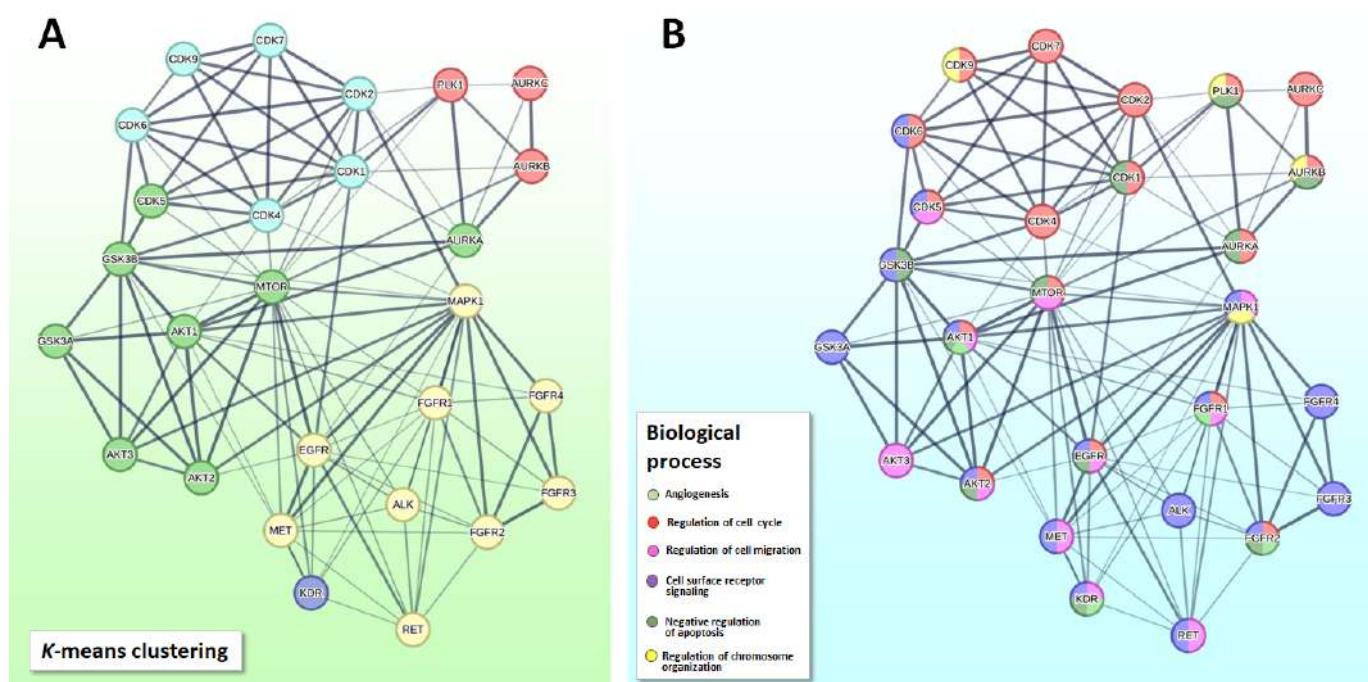 A
CDK7
CDK9
CDK2
PLK1
AURKC
CDK6
CDK1
AURKB
CDK5
CDK4
AURKA
GSK3B
MTOR
MAPK1
AKT1
GSK3A
FGFR1
FGFR4
EGFR
AKT3
AKT2
FGFR3
ALK
MET
FGFR2
KDR
RET
K-means clustering
B
CDK7
CDK9
CDK2
PLK1
AURKC
CDK6
CDK1
AURKB
CDK5
CDK4
AURKA
GSK3B
MTOR
MAPK1
AKT1
GSK3A
FGFR1
FGFR4
EGFR
AKT3
AKT2
FGFR3
ALK
MET
FGFR2
KDR
RET
Biological
process
Angiogenesis
Regulation of cell cycle
Regulation of cell migration
Cell surface receptor
signaling
Negative regulation
of apoptosis
Regulation of chromosome
organization